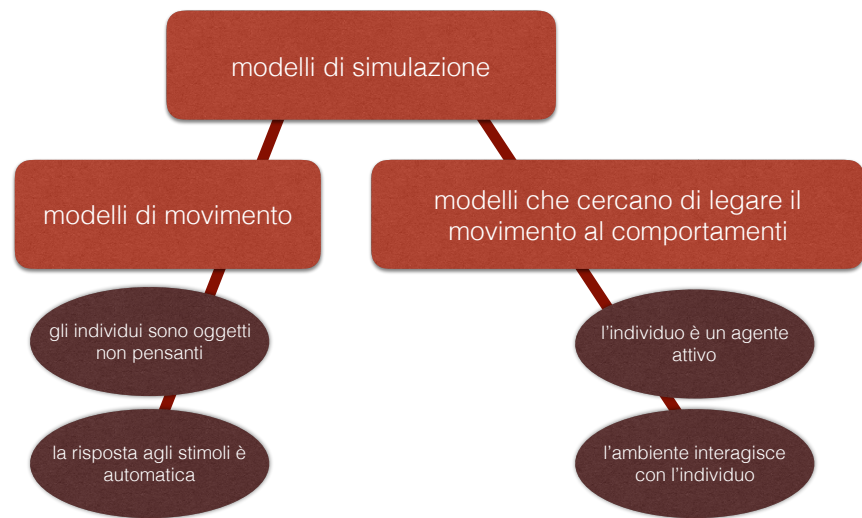 modelli di simulazione
modelli di movimento
modelli che cercano di legare il
movimento al comportamenti
gli individui sono oggetti
non pensanti
l'individuo è un agente
attivo
la risposta agli stimoli è
automatica
l'ambiente interagisce
con l'individuo